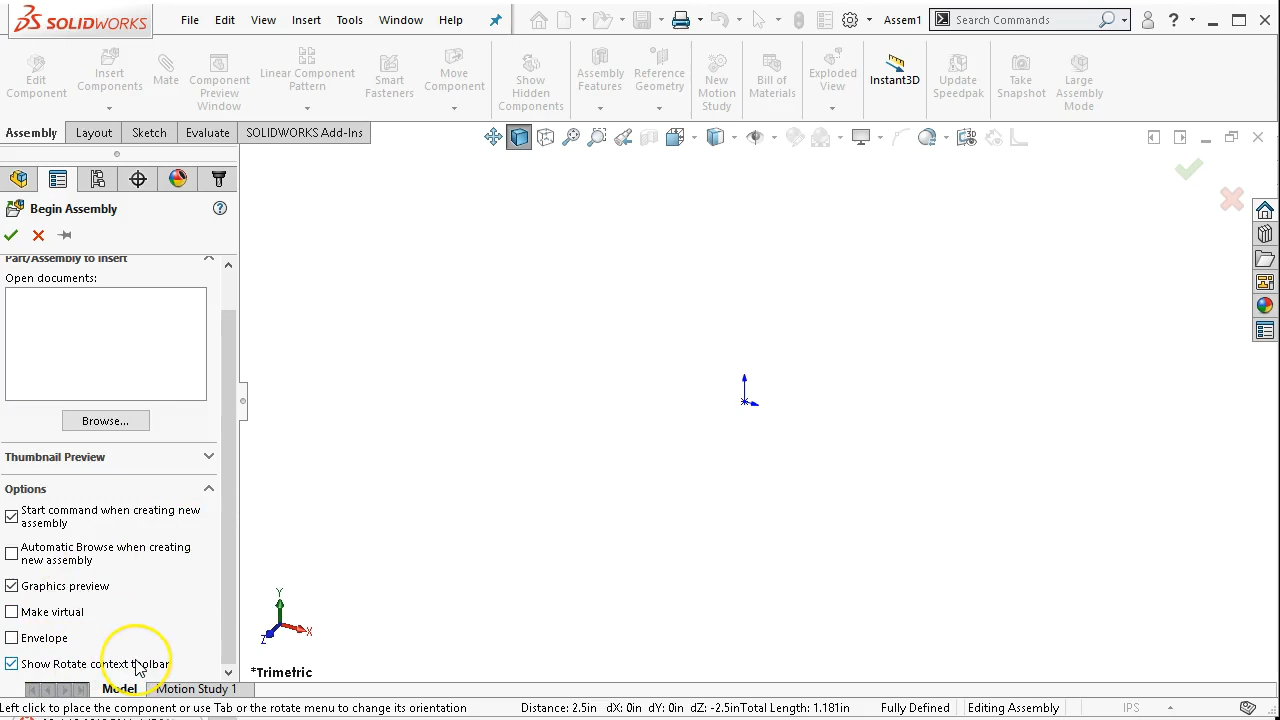 SOLIDWORKS File Edit View Insert Tools Window Help Assem1 Search Commands
Edit Component
Insert Components
Mate
Component Preview Window
Linear Component Pattern
Smart Fasteners
Move Component
Show Hidden Components
Assembly Features
Reference Geometry
New Motion Study
Bill of Materials
Exploded View
Instant3D
Update Speedpak
Take Snapshot
Large Assembly Mode
Assembly Layout Sketch Evaluate SOLIDWORKS Add-Ins
Begin Assembly
Part/Assembly to Insert
Open documents:
Browse...
Thumbnail Preview
Options
Start command when creating new
assembly
Automatic Browse when creating
new assembly
Graphics preview
Make virtual
Envelope
Show Rotate context toolbar
Y
X
Z
*Trimetric
Model Motion Study 1
Left click to place the component or use Tab or the rotate menu to change its orientation Distance: 2.5in dX: 0in dY: 0in dZ: -2.5inTotal Length: 1.181in Fully Defined Editing Assembly IPS